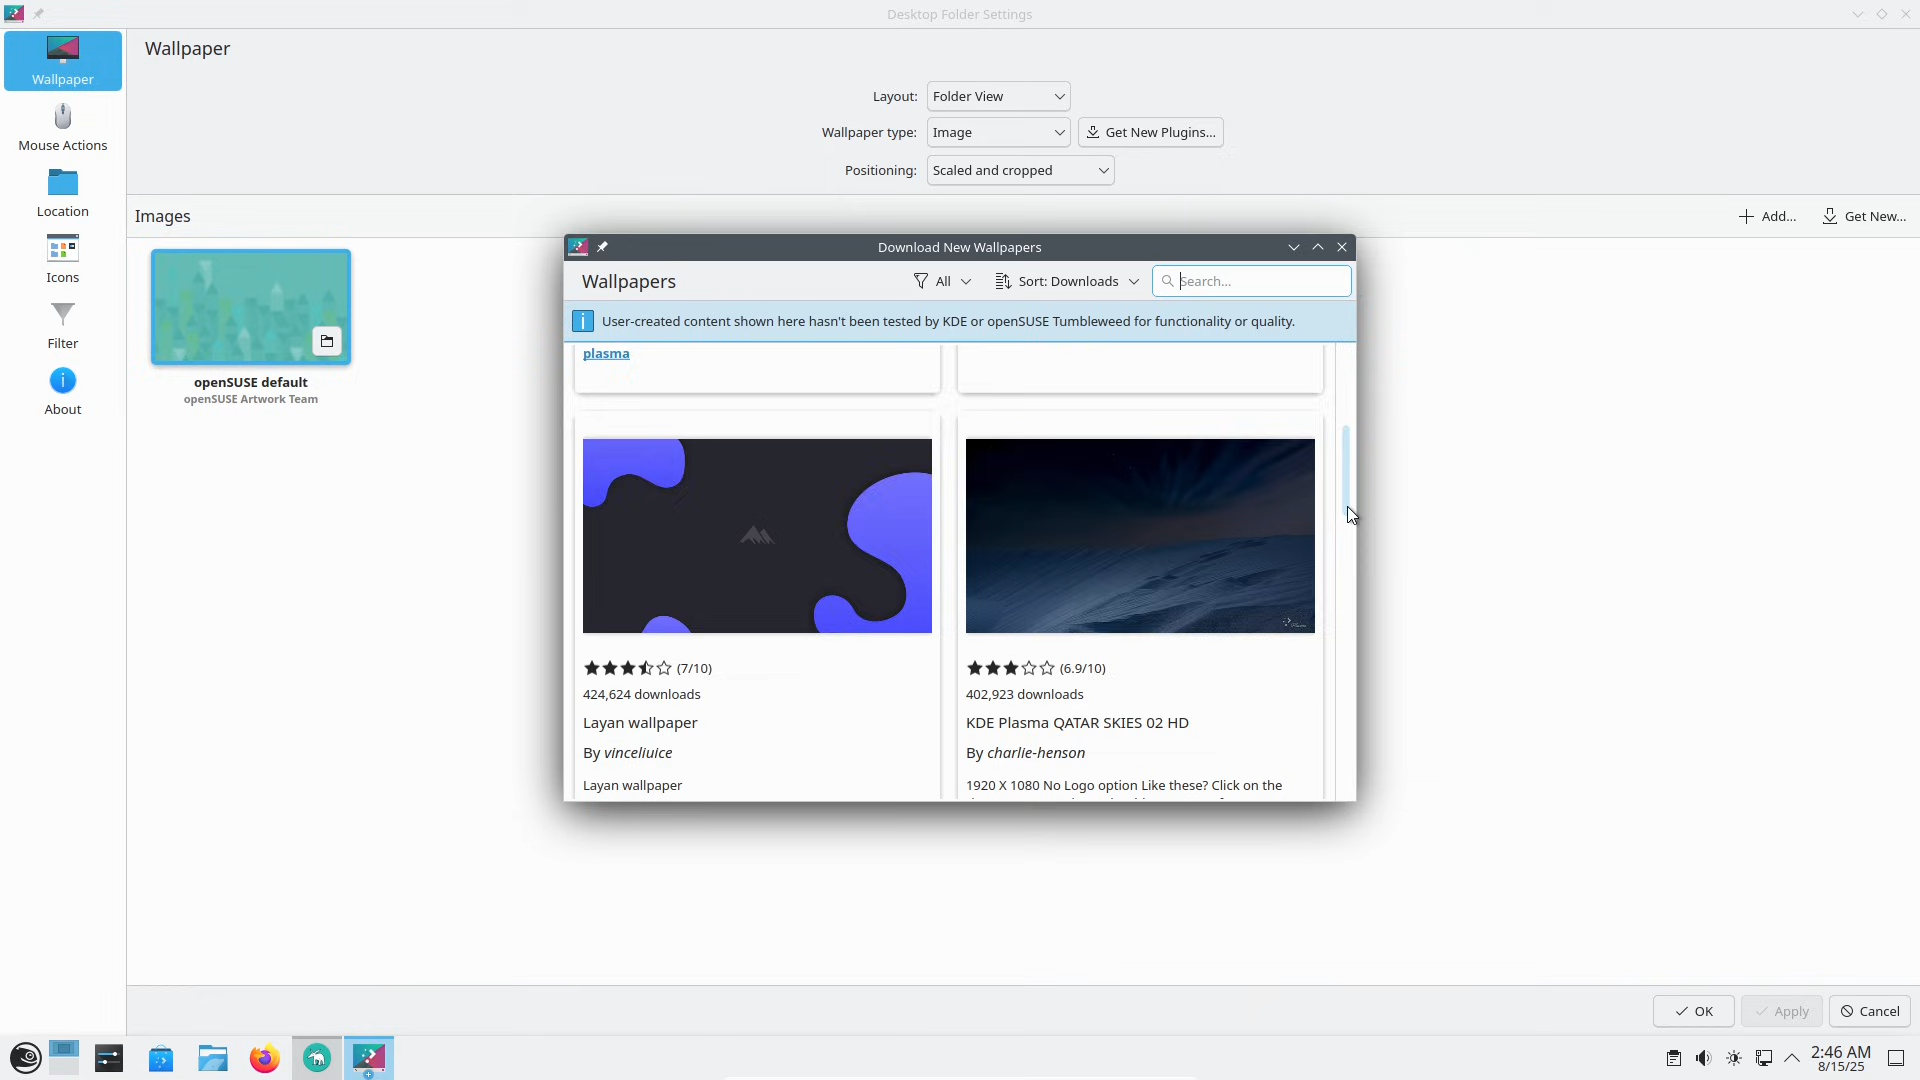 Desktop Folder Settings
Wallpaper
Mouse Actions
Location
Icons
Filter
About
Wallpaper
Layout: Folder View
Wallpaper type: Image Get New Plugins...
Positioning: Scaled and cropped
Images
Add... Get New...
openSUSE default
openSUSE Artwork Team
Download New Wallpapers
Wallpapers All Sort: Downloads Search...
User-created content shown here hasn't been tested by KDE or openSUSE Tumbleweed for functionality or quality.
plasma
(7/10)
424,624 downloads
Layan wallpaper
By vinceliuice
Layan wallpaper
(6.9/10)
402,923 downloads
KDE Plasma QATAR SKIES 02 HD
By charlie-henson
1920 X 1080 No Logo option Like these? Click on the
OK Apply Cancel
2:46 AM
8/15/25